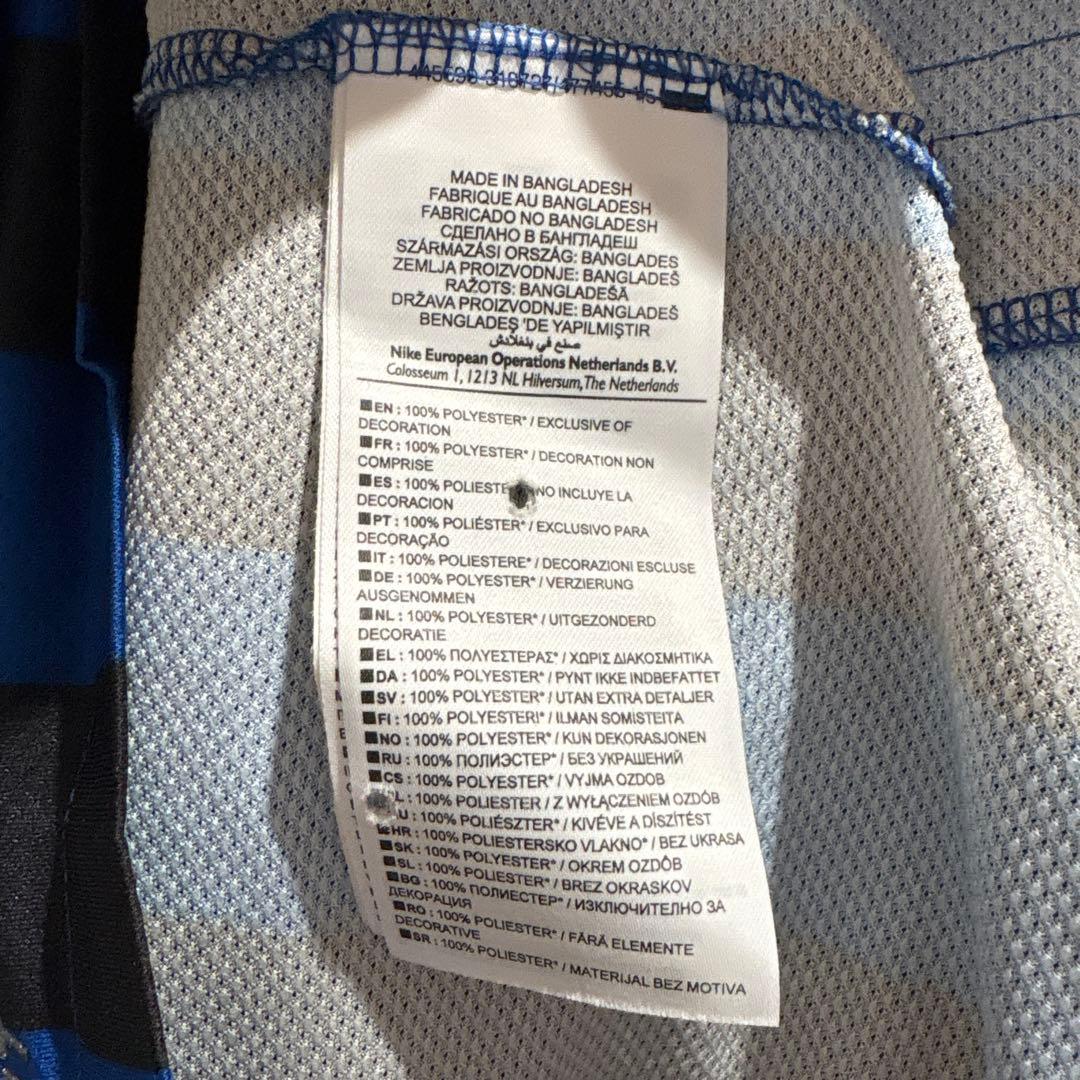 MADE IN BANGLADESH
FABRIQUE AU BANGLADESH
FABRICADO NO BANGLADESH
СДЕЛАНО В БАНГЛАДЕШ
SZÁRMAZÁSI ORSZÁG: BANGLADES
ZEMLJA PROIZVODNJE: BANGLADEŠ
RAŽOTS: BANGLADEŠĀ
DRŽAVA PROIZVODNJE: BANGLADEŠ
BENGLADEŞ 'DE YAPILMIŞTIR
صنع في بنغلادش
Nike European Operations Netherlands B.V.
Colosseum 1, 1213 NL Hilversum, The Netherlands
EN : 100% POLYESTER* / EXCLUSIVE OF
DECORATION
FR : 100% POLYESTER* / DECORATION NON
COMPRISE
ES : 100% POLIESTE NO INCLUYE LA
DECORACION
PT : 100% POLIÉSTER* / EXCLUSIVO PARA
DECORAÇÃO
IT : 100% POLIESTERE* / DECORAZIONI ESCLUSE
DE : 100% POLYESTER* / VERZIERUNG
AUSGENOMMEN
NL : 100% POLYESTER* / UITGEZONDERD
DECORATIE
EL : 100% ΠΟΛΥΕΣΤΕΡΑΣ* / ΧΩΡΙΣ ΔΙΑΚΟΣΜΗΤΙΚΑ
DA : 100% POLYESTER* / PYNT IKKE INDBEFATTET
SV : 100% POLYESTER* / UTAN EXTRA DETALJER
FI : 100% POLYESTERI* / ILMAN SOMISTEITA
NO : 100% POLYESTER* / KUN DEKORASJONEN
RU : 100% ПОЛИЭСТЕР* / БЕЗ УКРАШЕНИЙ
CS : 100% POLYESTER* / VYJMA OZDOB
L : 100% POLIESTER / Z WYŁĄCZENIEM OZDÓB
U : 100% POLIÉSZTER* / KIVÉVE A DÍSZÍTÉST
HR : 100% POLIESTERSKO VLAKNO* / BEZ UKRASA
SK : 100% POLYESTER* / OKREM OZDÔB
SL : 100% POLYESTER* / BREZ OKRASKOV
BG : 100% ПОЛИЕСТЕР* / ИЗКЛЮЧИТЕЛНО ЗА
ДЕКОРАЦИЯ
RO : 100% POLIESTER* / FĂRĂ ELEMENTE
DECORATIVE
SR : 100% POLIESTER* / MATERIJAL BEZ MOTIVA